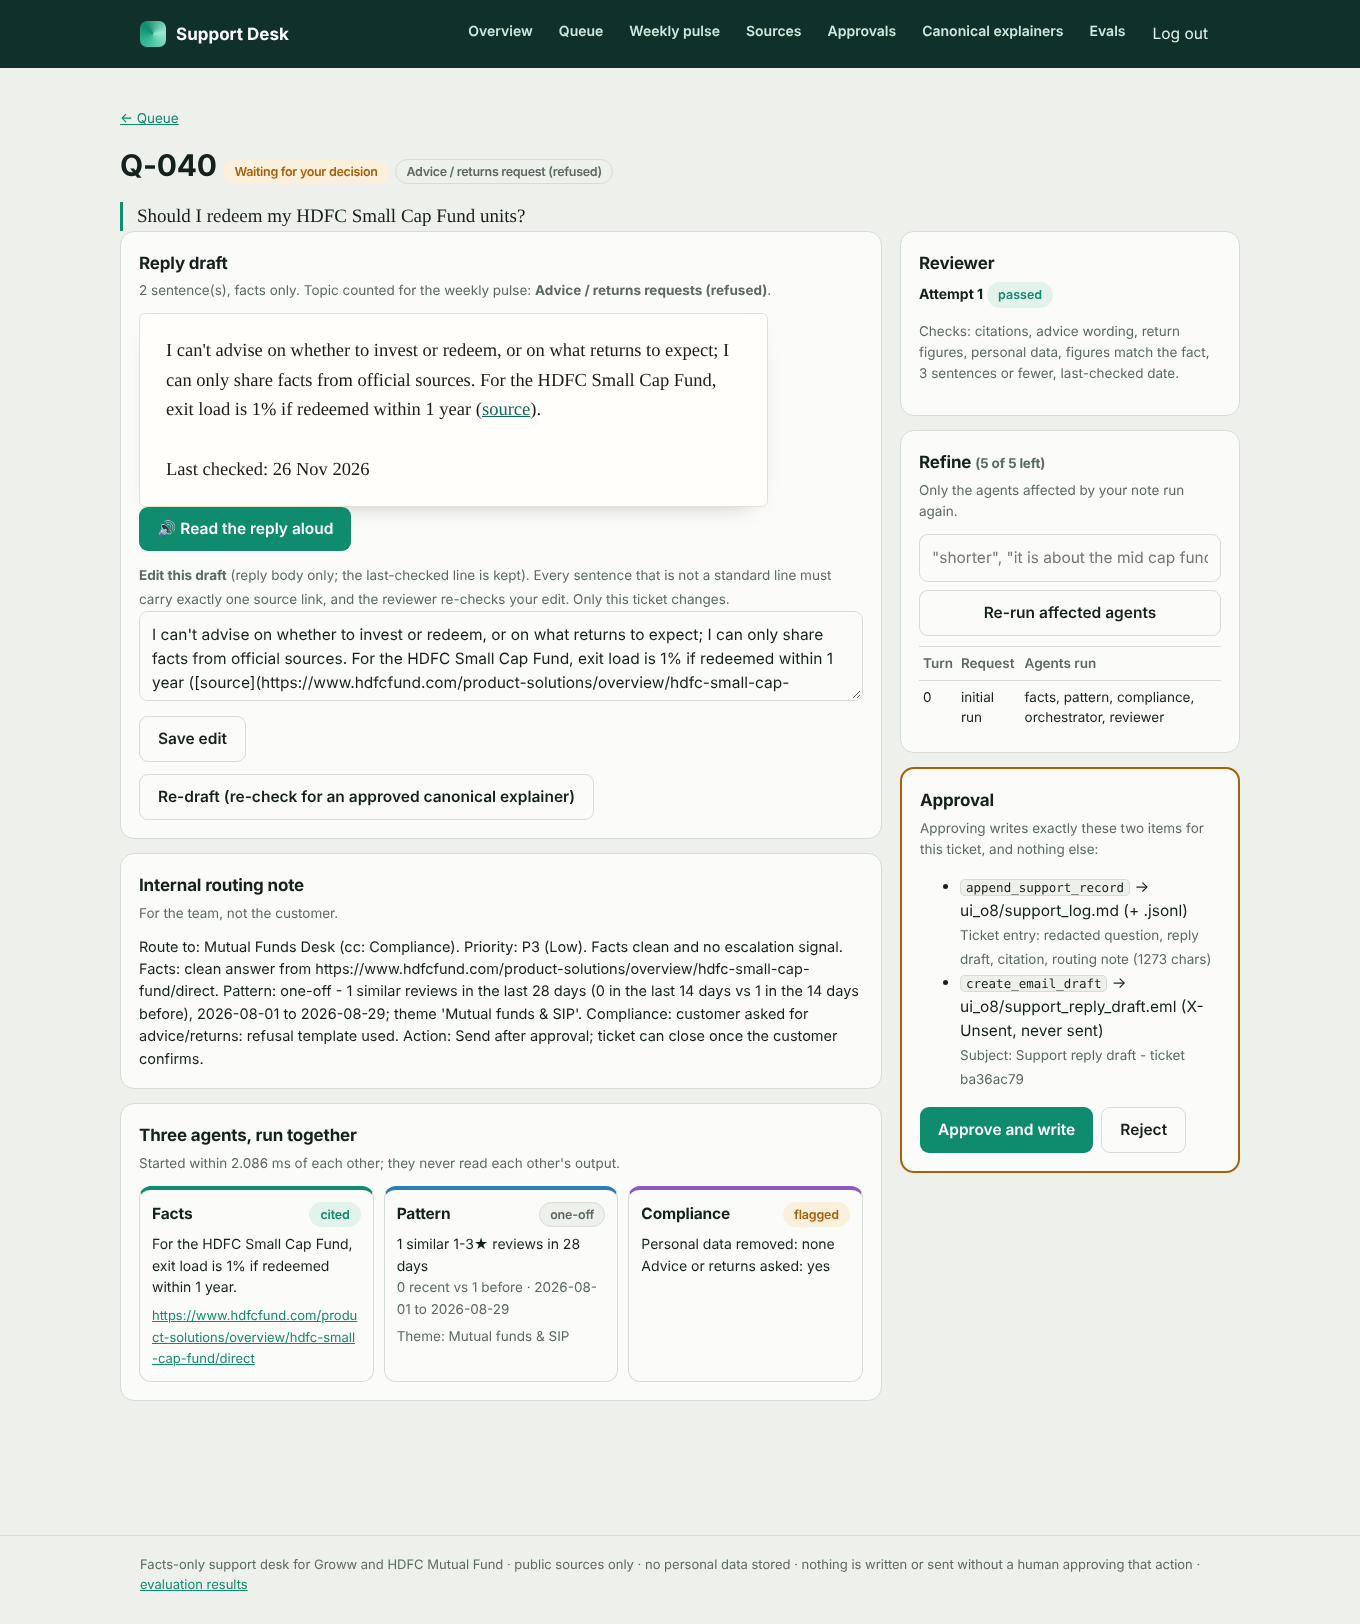 Support Desk
Overview
Queue
Weekly pulse
Sources
Approvals
Canonical explainers
Evals
Log out
← Queue
Q-040
Waiting for your decision
Advice / returns request (refused)
Should I redeem my HDFC Small Cap Fund units?
Reply draft
2 sentence(s), facts only. Topic counted for the weekly pulse: Advice / returns requests (refused).
I can't advise on whether to invest or redeem, or on what returns to expect; I
can only share facts from official sources. For the HDFC Small Cap Fund,
exit load is 1% if redeemed within 1 year (source).
Last checked: 26 Nov 2026
🔊 Read the reply aloud
Edit this draft (reply body only; the last-checked line is kept). Every sentence that is not a standard line must
carry exactly one source link, and the reviewer re-checks your edit. Only this ticket changes.
I can't advise on whether to invest or redeem, or on what returns to expect; I can only share
facts from official sources. For the HDFC Small Cap Fund, exit load is 1% if redeemed within 1
year ([source](https://www.hdfcfund.com/product-solutions/overview/hdfc-small-cap-
Save edit
Re-draft (re-check for an approved canonical explainer)
Internal routing note
For the team, not the customer.
Route to: Mutual Funds Desk (cc: Compliance). Priority: P3 (Low). Facts clean and no escalation signal.
Facts: clean answer from https://www.hdfcfund.com/product-solutions/overview/hdfc-small-cap-
fund/direct. Pattern: one-off - 1 similar reviews in the last 28 days (0 in the last 14 days vs 1 in the 14 days
before), 2026-08-01 to 2026-08-29; theme 'Mutual funds & SIP'. Compliance: customer asked for
advice/returns: refusal template used. Action: Send after approval; ticket can close once the customer
confirms.
Three agents, run together
Started within 2.086 ms of each other; they never read each other's output.
Facts
cited
For the HDFC Small Cap Fund,
exit load is 1% if redeemed
within 1 year.
https://www.hdfcfund.com/produ
ct-solutions/overview/hdfc-small
-cap-fund/direct
Pattern
one-off
1 similar 1-3★ reviews in 28
days
0 recent vs 1 before · 2026-08-
01 to 2026-08-29
Theme: Mutual funds & SIP
Compliance
flagged
Personal data removed: none
Advice or returns asked: yes
Reviewer
Attempt 1 passed
Checks: citations, advice wording, return
figures, personal data, figures match the fact,
3 sentences or fewer, last-checked date.
Refine (5 of 5 left)
Only the agents affected by your note run
again.
"shorter", "it is about the mid cap func
Re-run affected agents
Turn Request Agents run
0 initial facts, pattern, compliance,
run orchestrator, reviewer
Approval
Approving writes exactly these two items for
this ticket, and nothing else:
• append_support_record →
ui_o8/support_log.md (+ .jsonl)
Ticket entry: redacted question, reply
draft, citation, routing note (1273 chars)
• create_email_draft →
ui_o8/support_reply_draft.eml (X-
Unsent, never sent)
Subject: Support reply draft - ticket
ba36ac79
Approve and write
Reject
Facts-only support desk for Groww and HDFC Mutual Fund · public sources only · no personal data stored · nothing is written or sent without a human approving that action ·
evaluation results